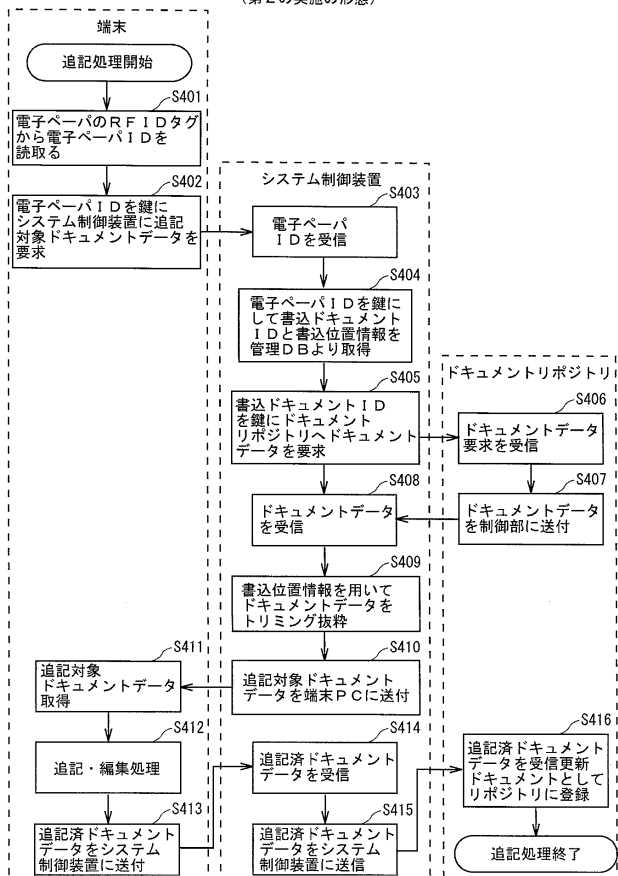 (第2の実施の形態)
端末
追記処理開始
S401
電子ペーパのRFIDタグ
から電子ペーパIDを
読取る
S402
電子ペーパIDを鍵に
システム制御装置に追記
対象ドキュメントデータを
要求
システム制御装置
S403
電子ペーパ
IDを受信
S404
電子ペーパIDを鍵に
して書込ドキュメント
IDと書込位置情報を
管理DBより取得
S405
書込ドキュメントID
を鍵にドキュメント
リポジトリへドキュメント
データを要求
ドキュメントリポジトリ
S406
ドキュメントデータ
要求を受信
S407
ドキュメントデータ
を制御部に送付
S408
ドキュメントデータ
を受信
S409
書込位置情報を用いて
ドキュメントデータを
トリミング抜粋
S410
追記対象ドキュメント
データを端末PCに送付
S411
追記対象
ドキュメントデータ
取得
S412
追記・編集処理
S413
追記済ドキュメント
データをシステム
制御装置に送付
S414
追記済ドキュメント
データを受信
S415
追記済ドキュメント
データをシステム
制御装置に送信
S416
追記済ドキュメント
データを受信更新
ドキュメントとして
リポジトリに登録
追記処理終了